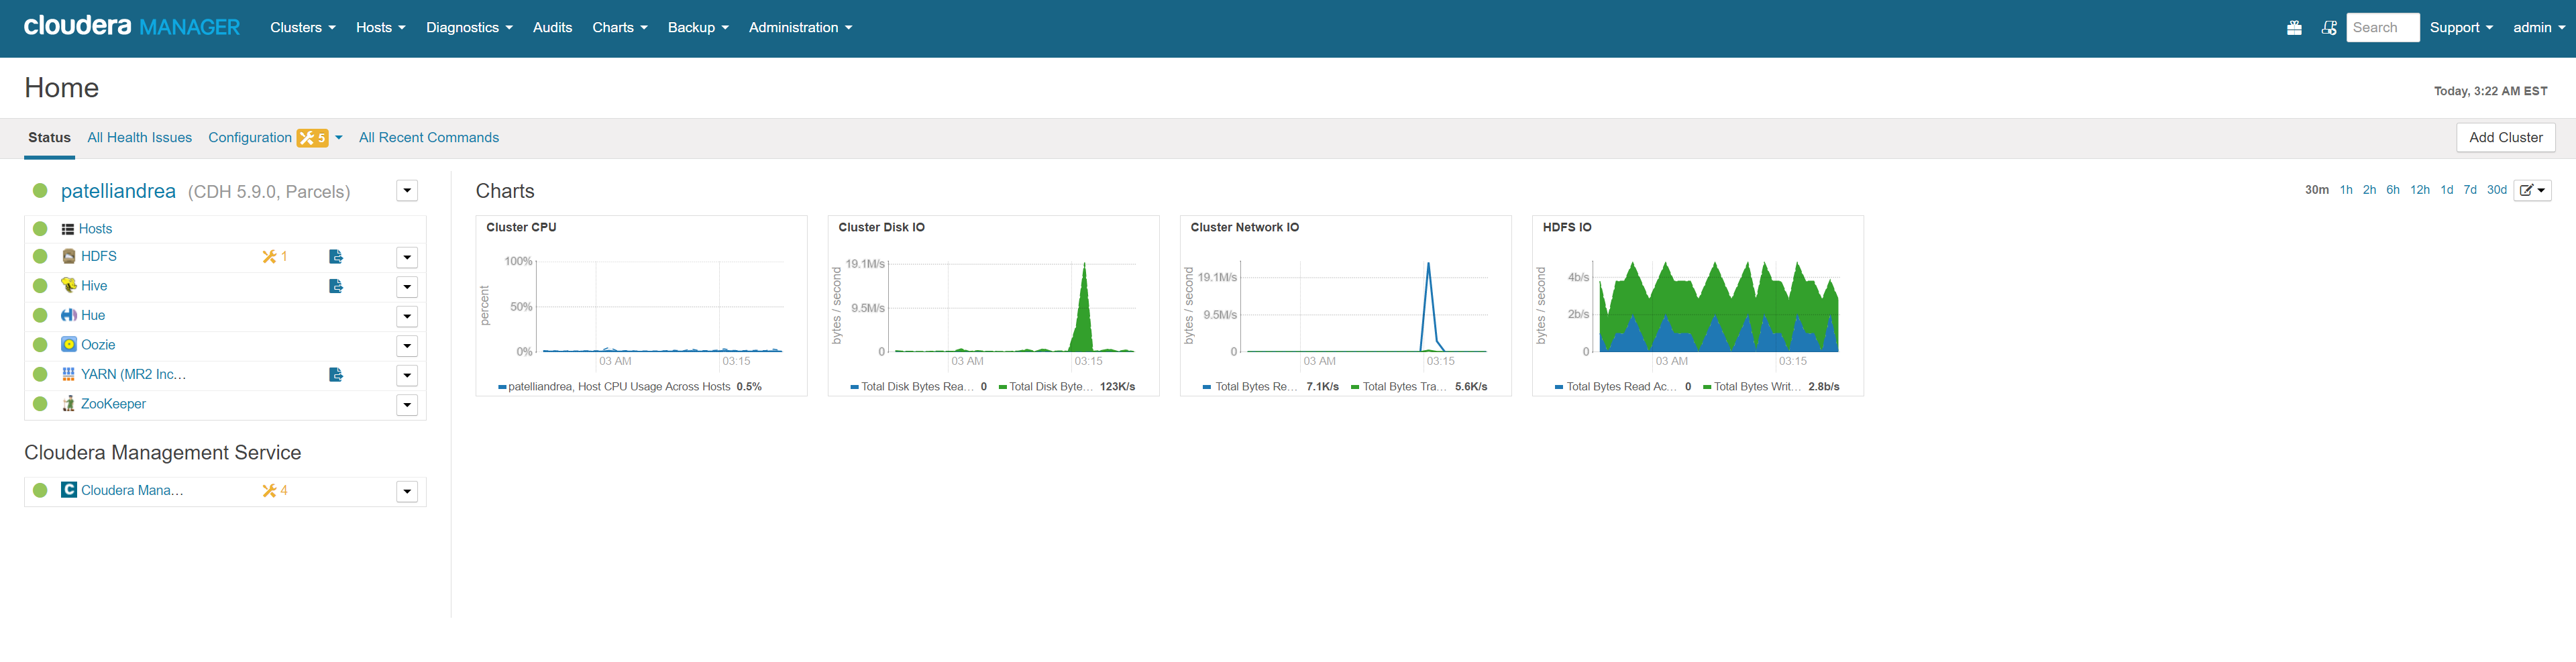 cloudera MANAGER Clusters Hosts Diagnostics Audits Charts Backup Administration Search Support admin
Home
Today, 3:22 AM EST
Status All Health Issues Configuration 5 All Recent Commands Add Cluster
patelliandrea (CDH 5.9.0, Parcels)
Hosts
HDFS 1
Hive
Hue
Oozie
YARN (MR2 Inc...
ZooKeeper
Cloudera Management Service
C Cloudera Mana... 4
Charts
30m 1h 2h 6h 12h 1d 7d 30d
Cluster CPU
percent
100%
50%
0%
03 AM 03:15
patelliandrea, Host CPU Usage Across Hosts 0.5%
Cluster Disk IO
bytes / second
19.1M/s
9.5M/s
0
03 AM 03:15
Total Disk Bytes Rea... 0 Total Disk Byte... 123K/s
Cluster Network IO
bytes / second
19.1M/s
9.5M/s
0
03 AM 03:15
Total Bytes Re... 7.1K/s Total Bytes Tra... 5.6K/s
HDFS IO
bytes / second
4b/s
2b/s
0
03 AM 03:15
Total Bytes Read Ac... 0 Total Bytes Writ... 2.8b/s